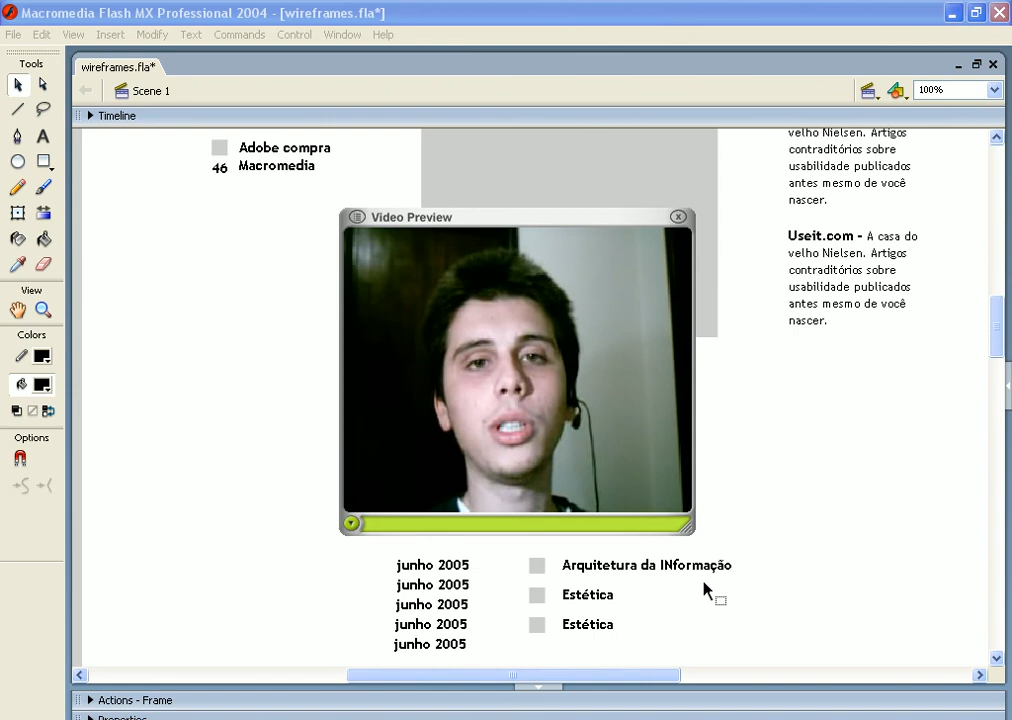 Macromedia Flash MX Professional 2004 - [wireframes.fla*]
File Edit View Insert Modify Text Commands Control Window Help
Tools
wireframes.fla*
Scene 1
100%
Timeline
Adobe compra
46 Macromedia
velho Nielsen. Artigos
contraditórios sobre
usabilidade publicados
antes mesmo de você
nascer.
Useit.com - A casa do
velho Nielsen. Artigos
contraditórios sobre
usabilidade publicados
antes mesmo de você
nascer.
Video Preview
View
Colors
Options
junho 2005
junho 2005
junho 2005
junho 2005
junho 2005
Arquitetura da INformação
Estética
Estética
Actions - Frame
Properties